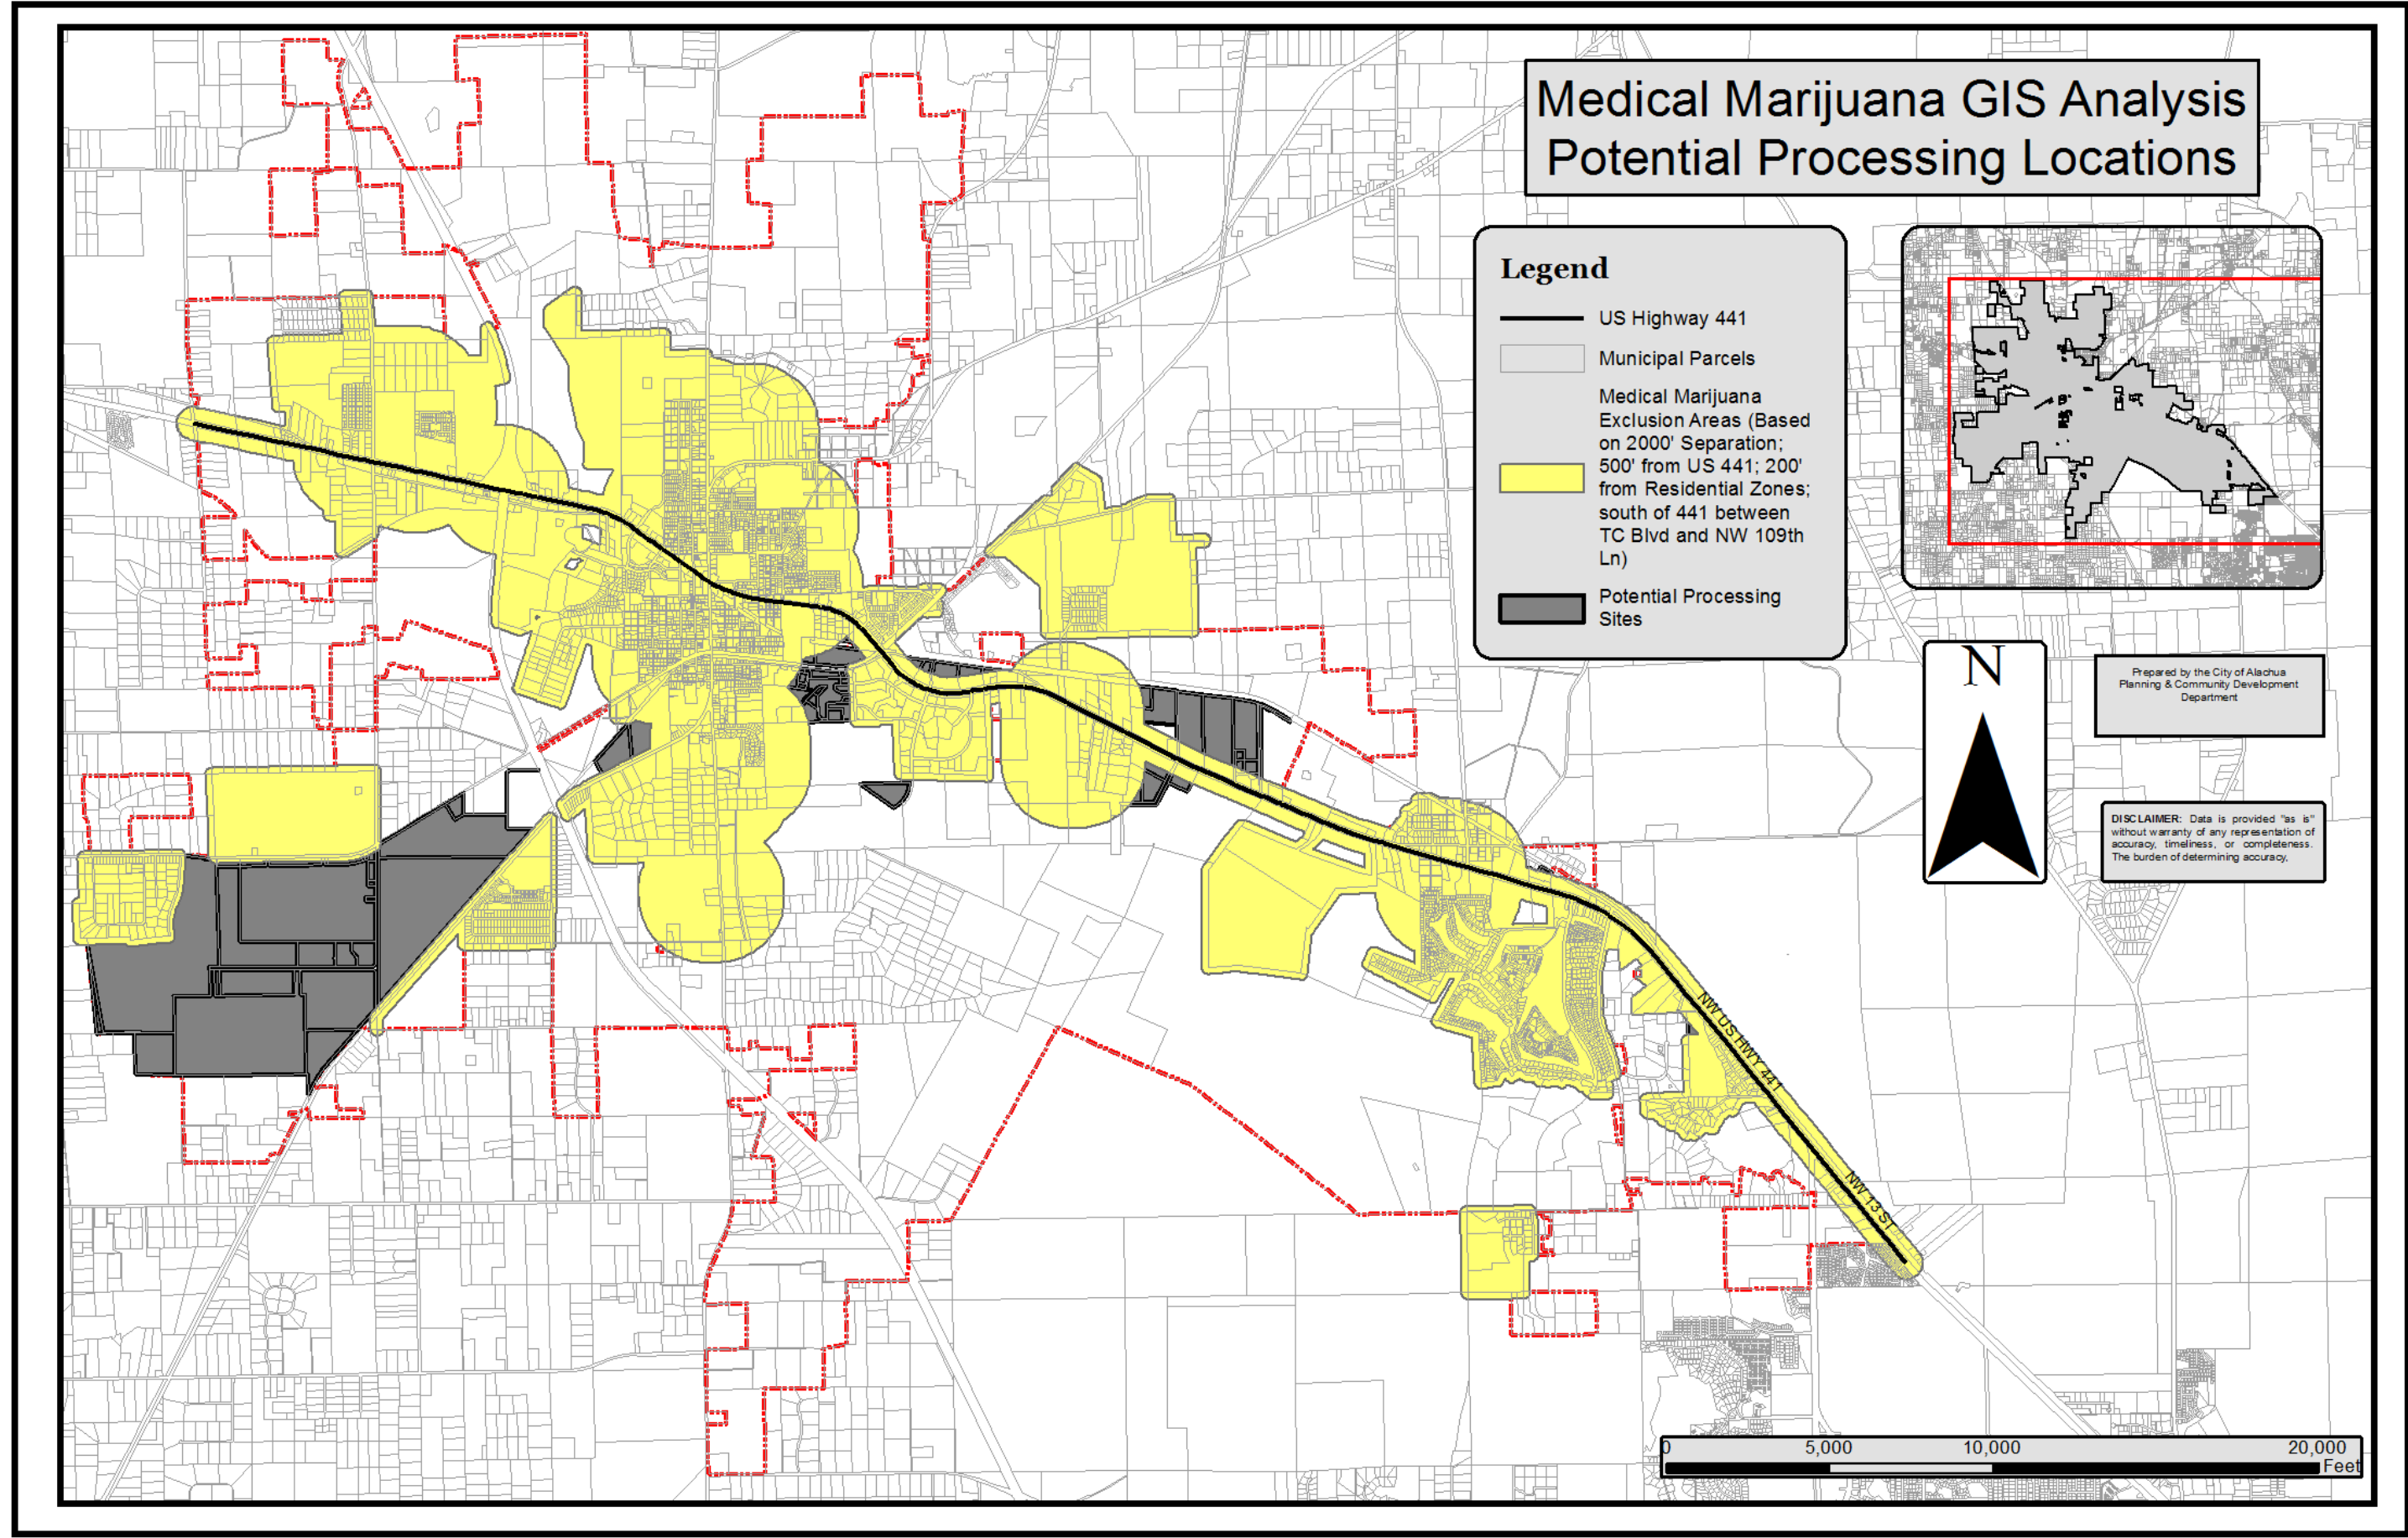 Medical Marijuana GIS Analysis
Potential Processing Locations
Legend
US Highway 441
Municipal Parcels
Medical Marijuana
Exclusion Areas (Based
on 2000' Separation;
500' from US 441; 200'
from Residential Zones;
south of 441 between
TC Blvd and NW 109th
Ln)
Potential Processing
Sites
N
Prepared by the City of Alachua
Planning & Community Development
Department
DISCLAIMER: Data is provided "as is"
without warranty of any representation of
accuracy, timeliness, or completeness.
The burden of determining accuracy,
NW US HWY 441
NW 13 ST
0 5,000 10,000 20,000
Feet